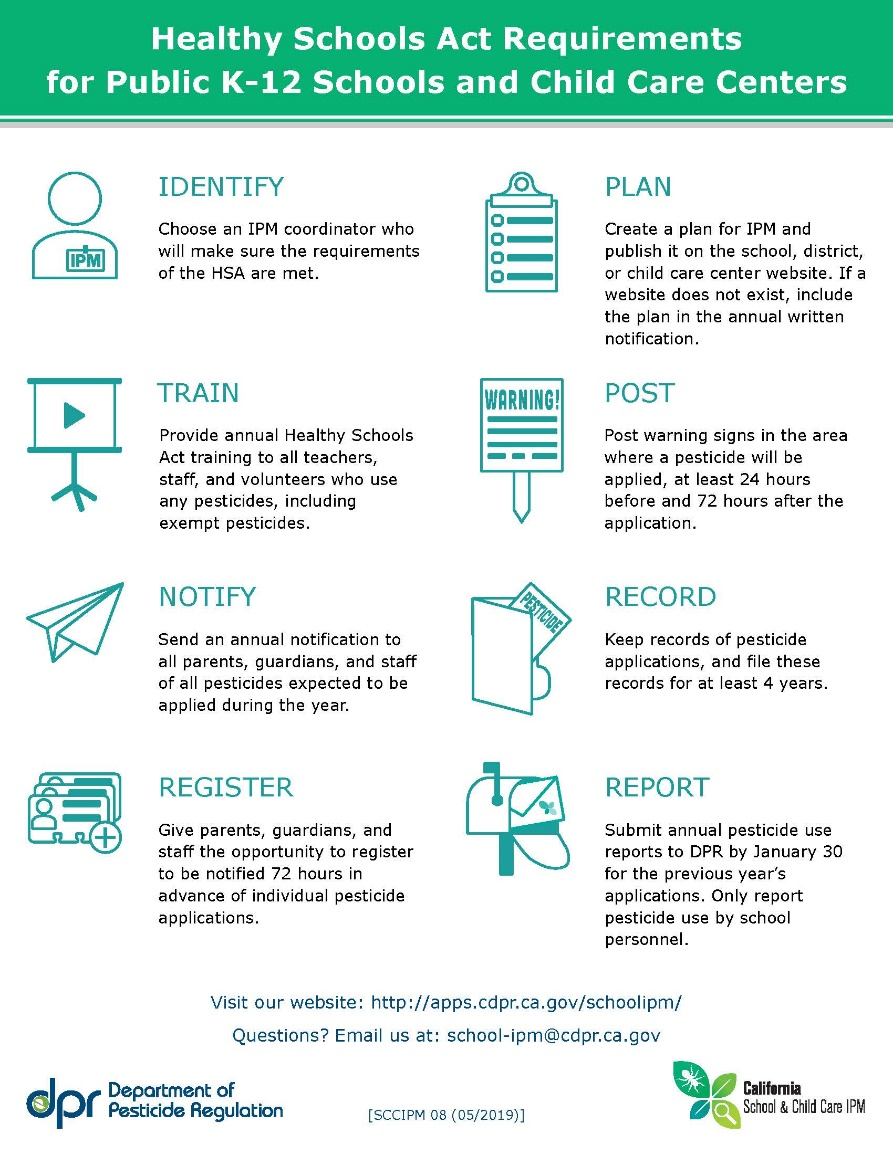 Healthy Schools Act Requirements
for Public K-12 Schools and Child Care Centers
IDENTIFY
Choose an IPM coordinator who
will make sure the requirements
of the HSA are met.
IPM
PLAN
Create a plan for IPM and
publish it on the school, district,
or child care center website. If a
website does not exist, include
the plan in the annual written
notification.
TRAIN
Provide annual Healthy Schools
Act training to all teachers,
staff, and volunteers who use
any pesticides, including
exempt pesticides.
WARNING!
POST
Post warning signs in the area
where a pesticide will be
applied, at least 24 hours
before and 72 hours after the
application.
NOTIFY
Send an annual notification to
all parents, guardians, and staff
of all pesticides expected to be
applied during the year.
PESTICIDE
RECORD
Keep records of pesticide
applications, and file these
records for at least 4 years.
REGISTER
Give parents, guardians, and
staff the opportunity to register
to be notified 72 hours in
advance of individual pesticide
applications.
REPORT
Submit annual pesticide use
reports to DPR by January 30
for the previous year’s
applications. Only report
pesticide use by school
personnel.
Visit our website: http://apps.cdpr.ca.gov/schoolipm/
Questions? Email us at: school-ipm@cdpr.ca.gov
dpr
Department of
Pesticide Regulation
[SCCIPM 08 (05/2019)]
California
School & Child Care IPM